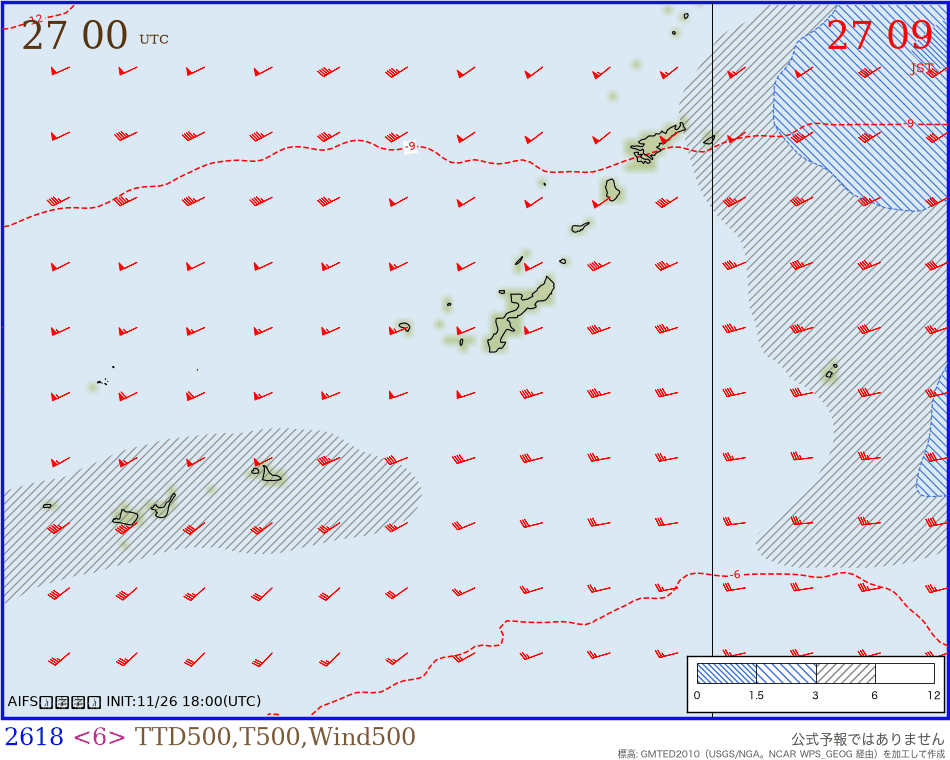 -12
27 00 UTC
27 09
JST
-9
-9
-6
0 1.5 3 6 12
AIFS INIT:11/26 18:00(UTC)
2618 <6> TTD500,T500,Wind500
公式予報ではありません
標高: GMTED2010（USGS/NGA。NCAR WPS_GEOG 経由）を加工して作成